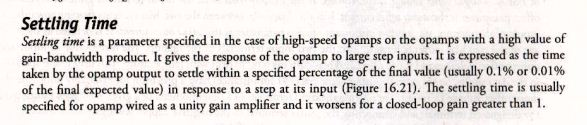 Settling Time
Settling time is a parameter specified in the case of high-speed opamps or the opamps with a high value of
gain-bandwidth product. It gives the response of the opamp to large step inputs. It is expressed as the time
taken by the opamp output to settle within a specified percentage of the final value (usually 0.1% or 0.01%
of the final expected value) in response to a step at its input (Figure 16.21). The settling time is usually
specified for opamp wired as a unity gain amplifier and it worsens for a closed-loop gain greater than 1.